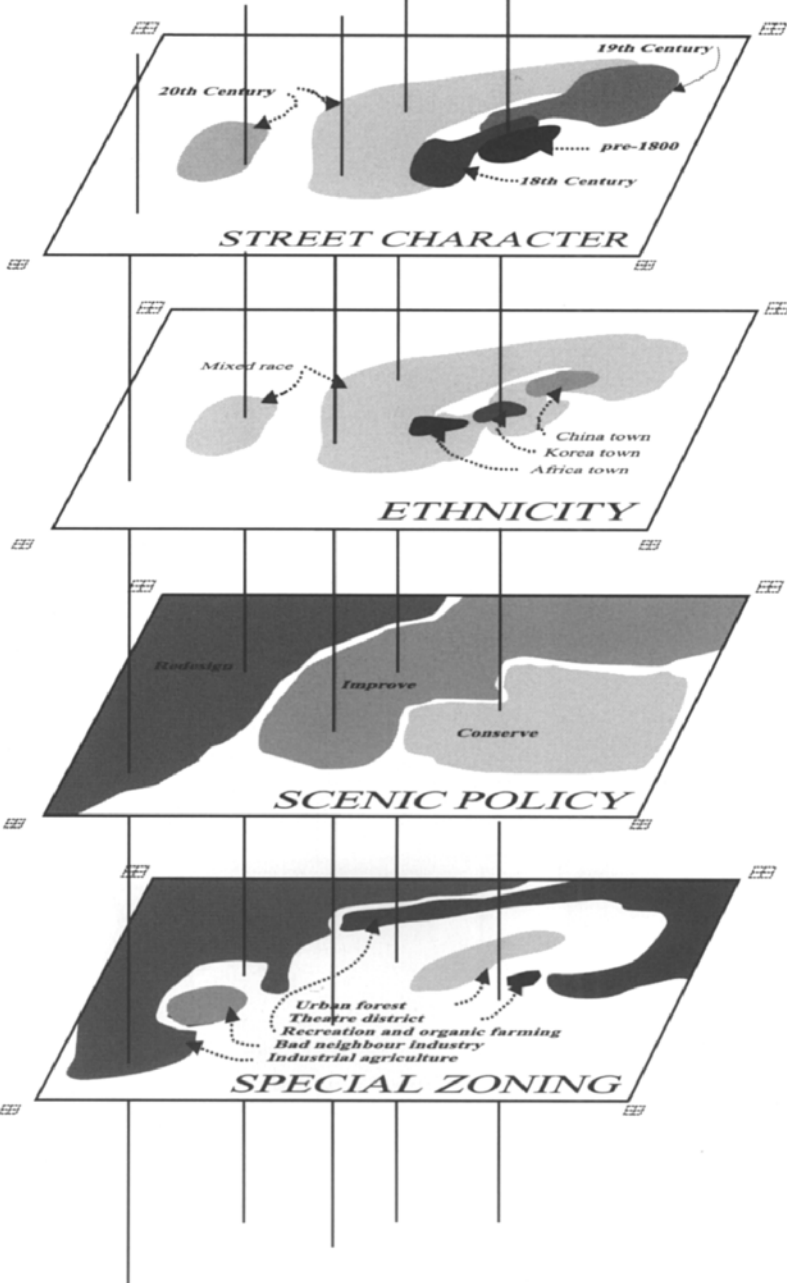 19th Century
20th Century
pre-1800
18th Century
STREET CHARACTER
Mixed race
China town
Korea town
Africa town
ETHNICITY
Redesign
Improve
Conserve
SCENIC POLICY
Urban forest
Theatre district
Recreation and organic farming
Bad neighbour industry
Industrial agriculture
SPECIAL ZONING